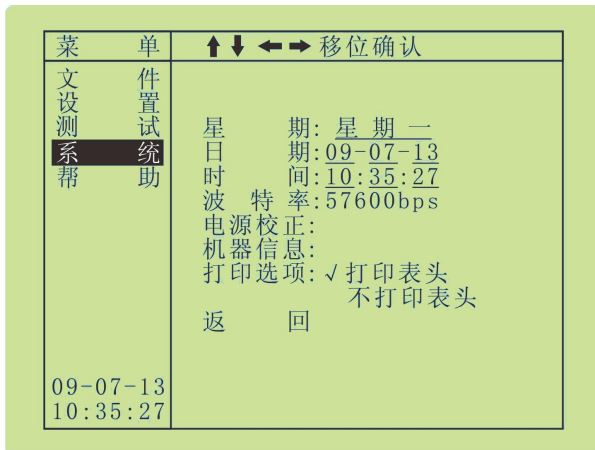 菜 单
↑↓ ←→ 移位确认
文 件
设 置
测 试
系 统
帮 助
09-07-13
10:35:27
星 期: 星 期 一
日 期:09-07-13
时 间:10:35:27
波 特 率:57600bps
电源校正:
机器信息:
打印选项:√打印表头
不打印表头
返 回